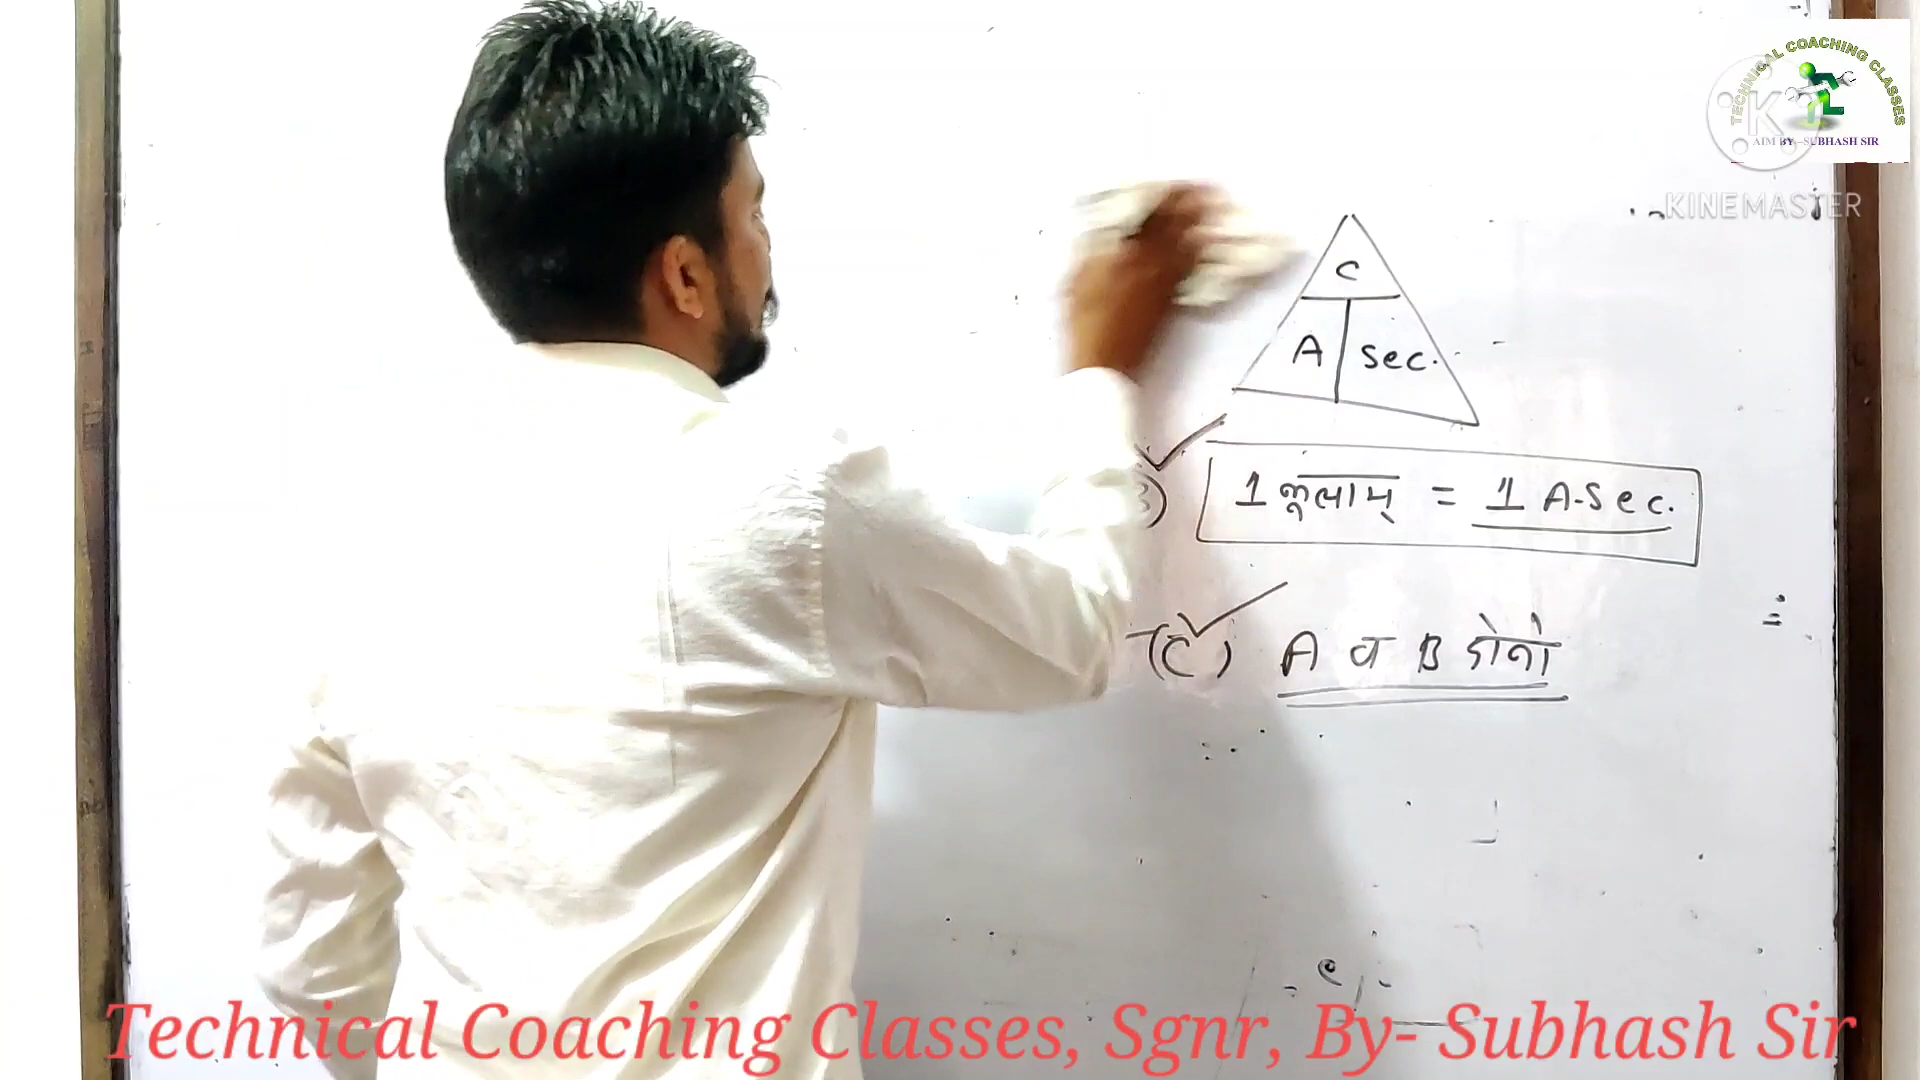 TECHNICAL COACHING CLASSES
AIM BY - SUBHASH SIR
KINEMASTER
C
A sec.
1 कूलाम् = 1 A-Sec.
(C) A व B दोनो
Technical Coaching Classes, Sgnr, By- Subhash Sir